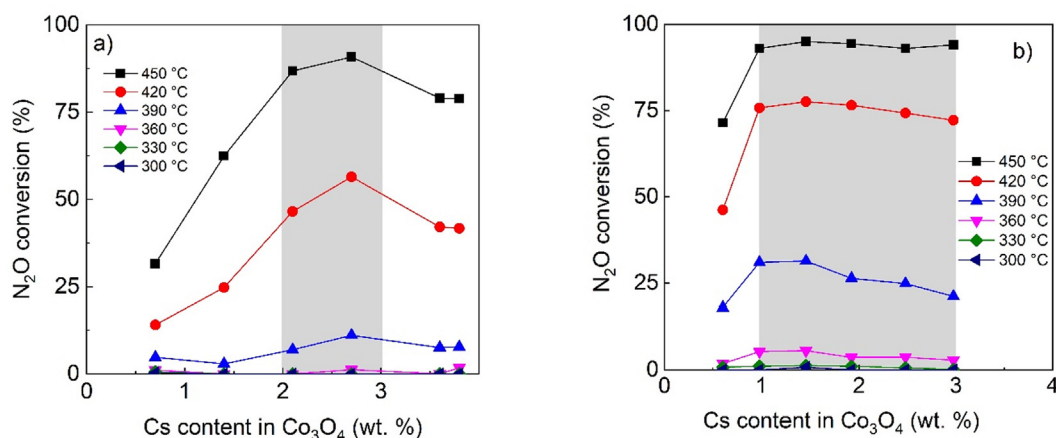 a)
N₂O conversion (%)
100
75
50
25
0
450 °C
420 °C
390 °C
360 °C
330 °C
300 °C
0 1 2 3
Cs content in Co₃O₄ (wt. %)
b)
N₂O conversion (%)
100
75
50
25
0
450 °C
420 °C
390 °C
360 °C
330 °C
300 °C
0 1 2 3 4
Cs content in Co₃O₄ (wt. %)